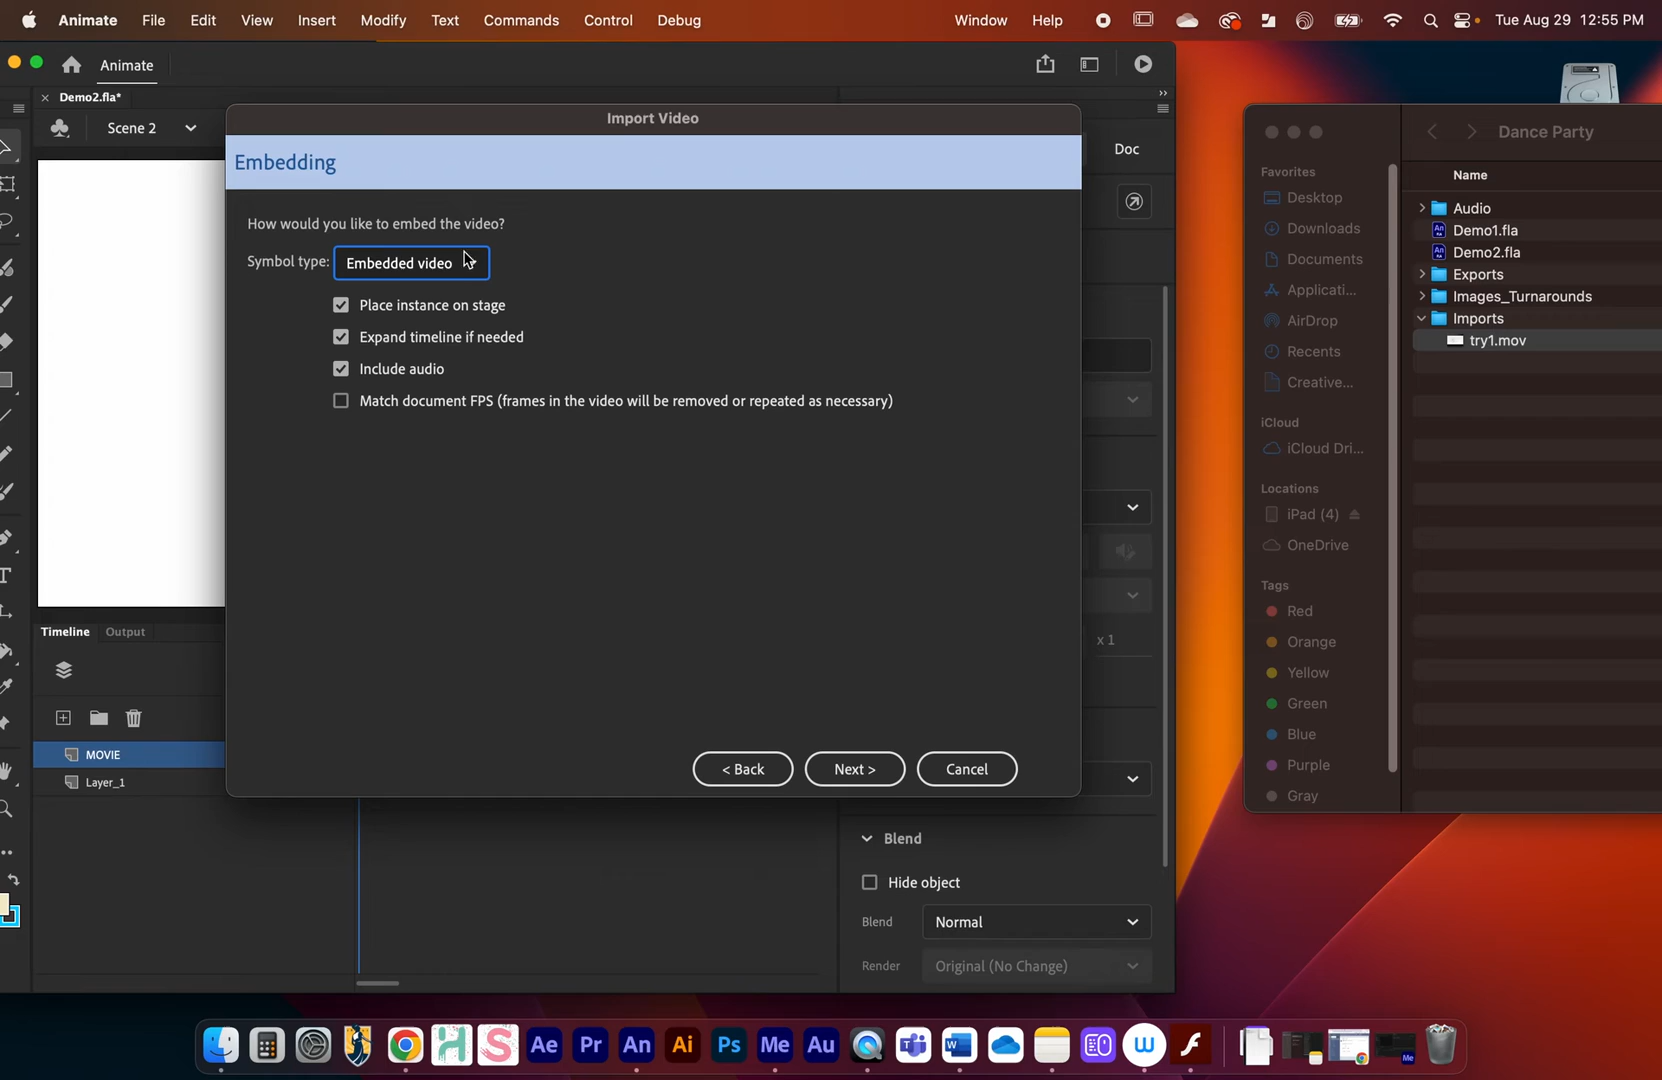 Animate File Edit View Insert Modify Text Commands Control Debug Window Help Tue Aug 29 12:55 PM
Animate
× Demo2.fla*
Scene 2
Import Video
Embedding
How would you like to embed the video?
Symbol type: Embedded video
Place instance on stage
Expand timeline if needed
Include audio
Match document FPS (frames in the video will be removed or repeated as necessary)
< Back Next > Cancel
Doc
x 1
Timeline Output
MOVIE
Layer_1
Blend
Hide object
Blend Normal
Render Original (No Change)
Dance Party
Favorites
Desktop
Downloads
Documents
Applicati...
AirDrop
Recents
Creative...
iCloud
iCloud Dri...
Locations
iPad (4)
OneDrive
Tags
Red
Orange
Yellow
Green
Blue
Purple
Gray
Name
Audio
Demo1.fla
Demo2.fla
Exports
Images_Turnarounds
Imports
try1.mov
H S Ae Pr An Ai Ps Me Au W
Me